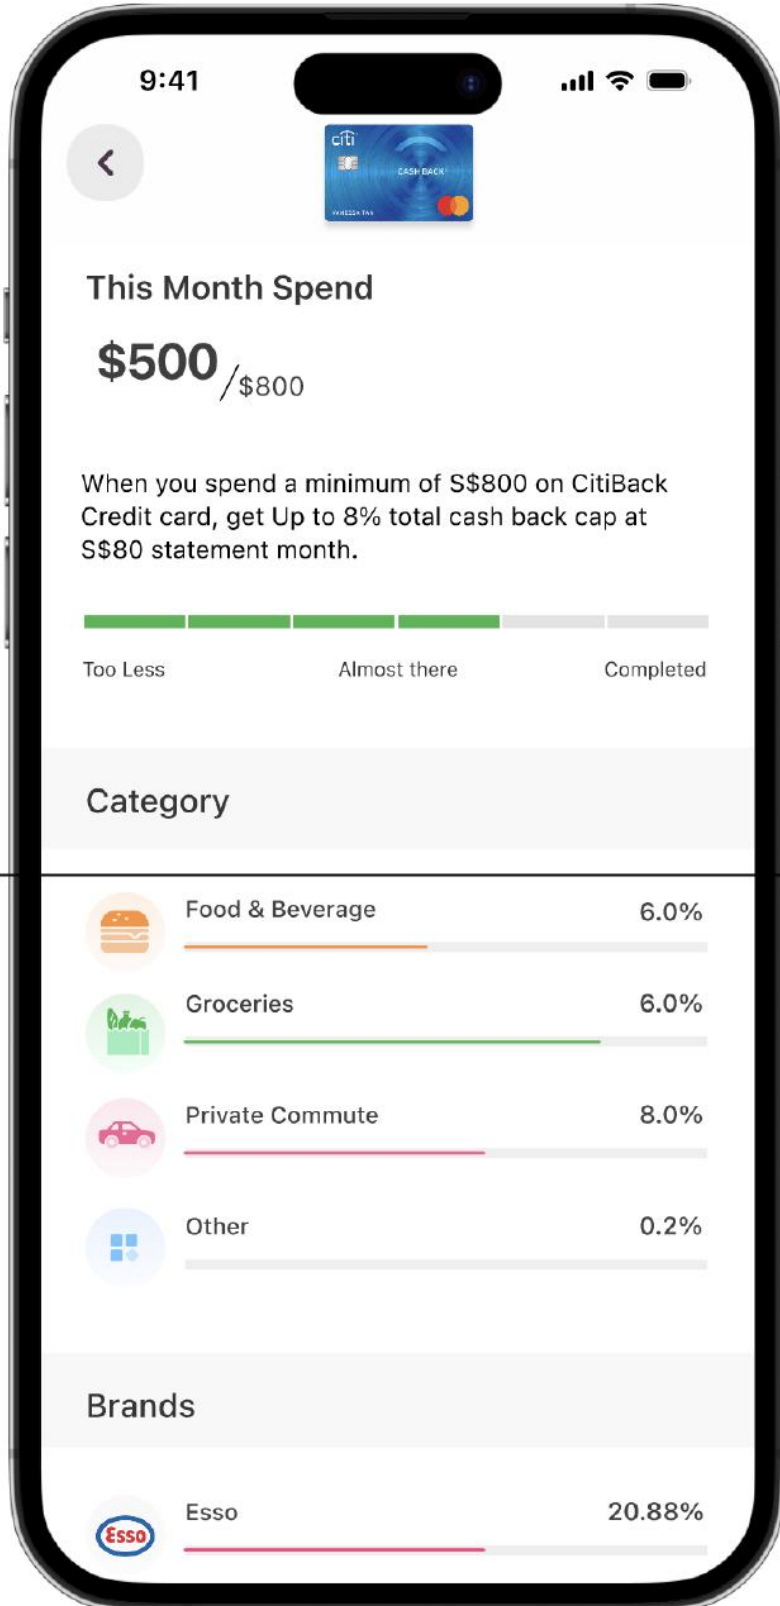 9:41
citi
CASH BACK
VANESSA TAN
This Month Spend
$500/$800
When you spend a minimum of S$800 on CitiBack
Credit card, get Up to 8% total cash back cap at
S$80 statement month.
Too Less Almost there Completed
Category
Food & Beverage 6.0%
Groceries 6.0%
Private Commute 8.0%
Other 0.2%
Brands
Esso 20.88%
Esso